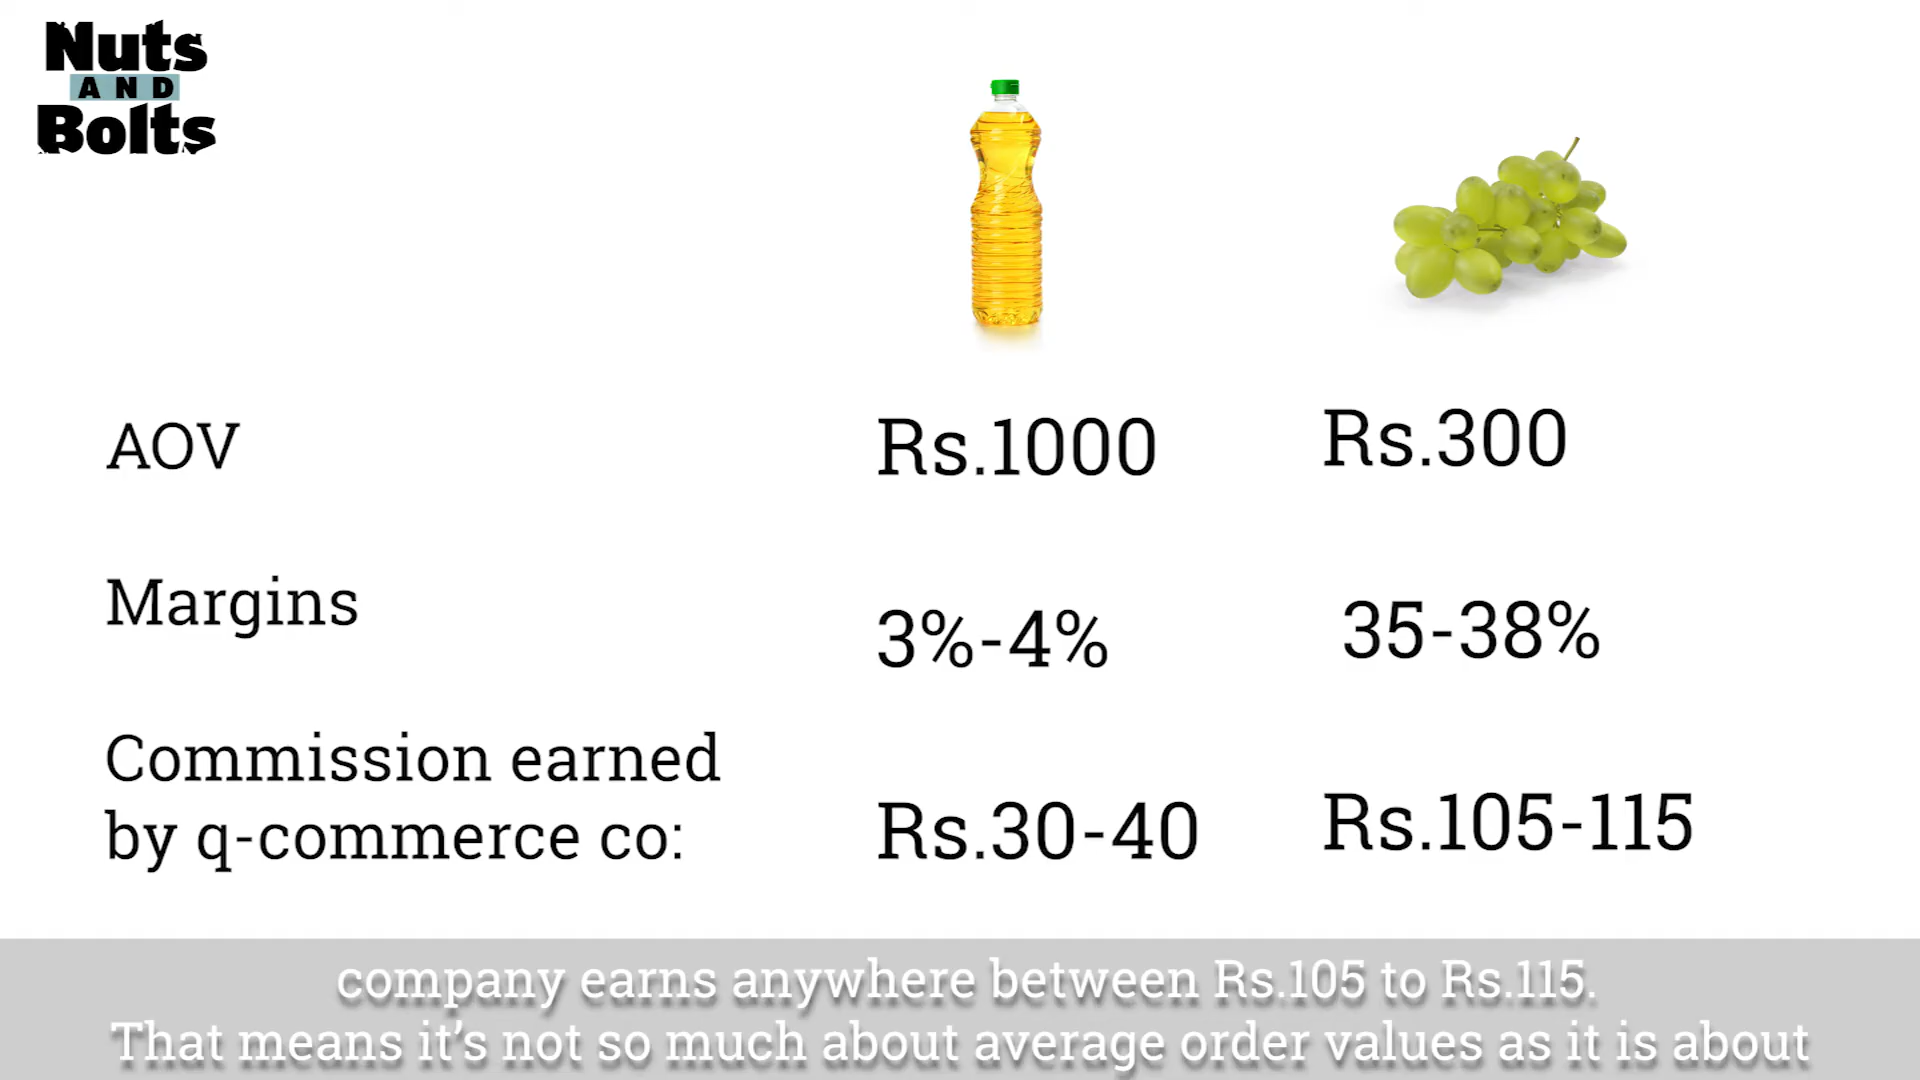 Nuts
AND
Bolts
AOV Rs.1000 Rs.300
Margins 3%-4% 35-38%
Commission earned
by q-commerce co: Rs.30-40 Rs.105-115
company earns anywhere between Rs.105 to Rs.115.
That means it’s not so much about average order values as it is about